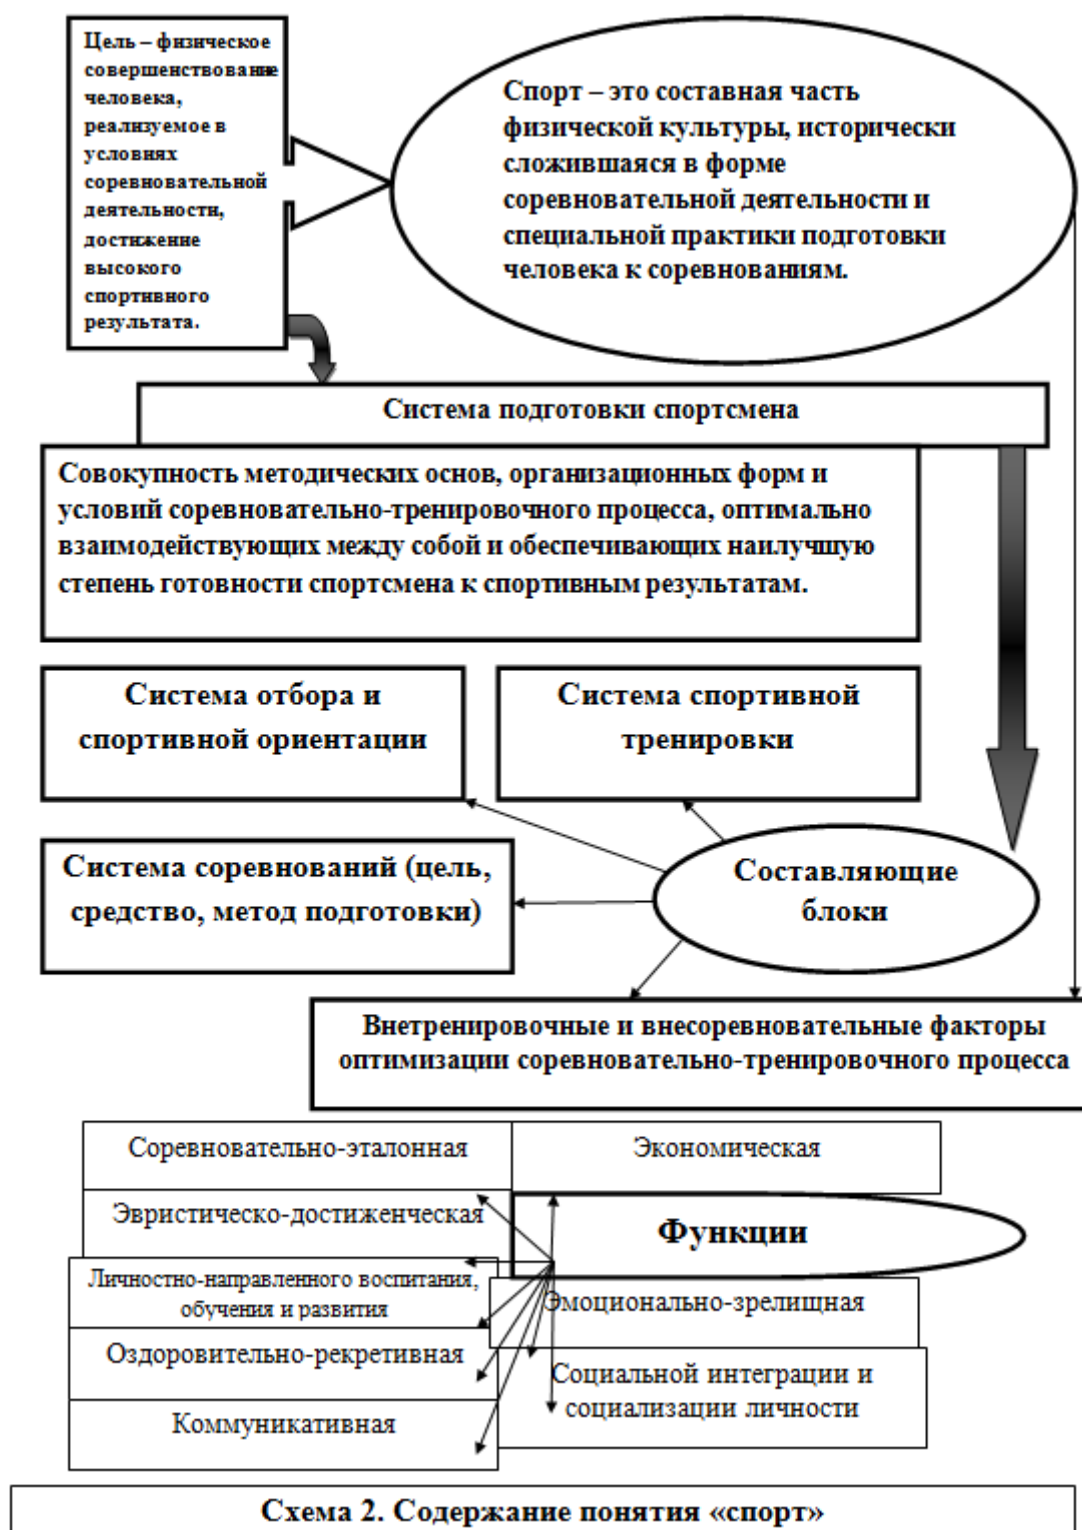 Цель – физическое
совершенствование
человека,
реализуемое в
условнях
соревновательной
деятельности,
достижение
высокого
спортивного
результата.
Спорт – это составная часть
физической культуры, исторически
сложившаяся в форме
соревновательной деятельности и
специальной практики подготовки
человека к соревнованиям.
Система подготовки спортсмена
Совокупность методических основ, организационных форм и
условий соревновательно-тренировочного процесса, оптимально
взаимодействующих между собой и обеспечивающих наилучшую
степень готовности спортсмена к спортивным результатам.
Система отбора и
спортивной ориентации
Система спортивной
тренировки
Система соревнований (цель,
средство, метод подготовки)
Составляющие
блоки
Внетренировочные и внесоревновательные факторы
оптимизации соревновательно-тренировочного процесса
Соревновательно-эталонная
Экономическая
Эвристическо-достиженческая
Функции
Личностно-направленного воспитания,
обучения и развития
Эмоционально-зрелищная
Оздоровительно-рекретивная
Социальной интеграции и
социализации личности
Коммуникативная
Схема 2. Содержание понятия «спорт»